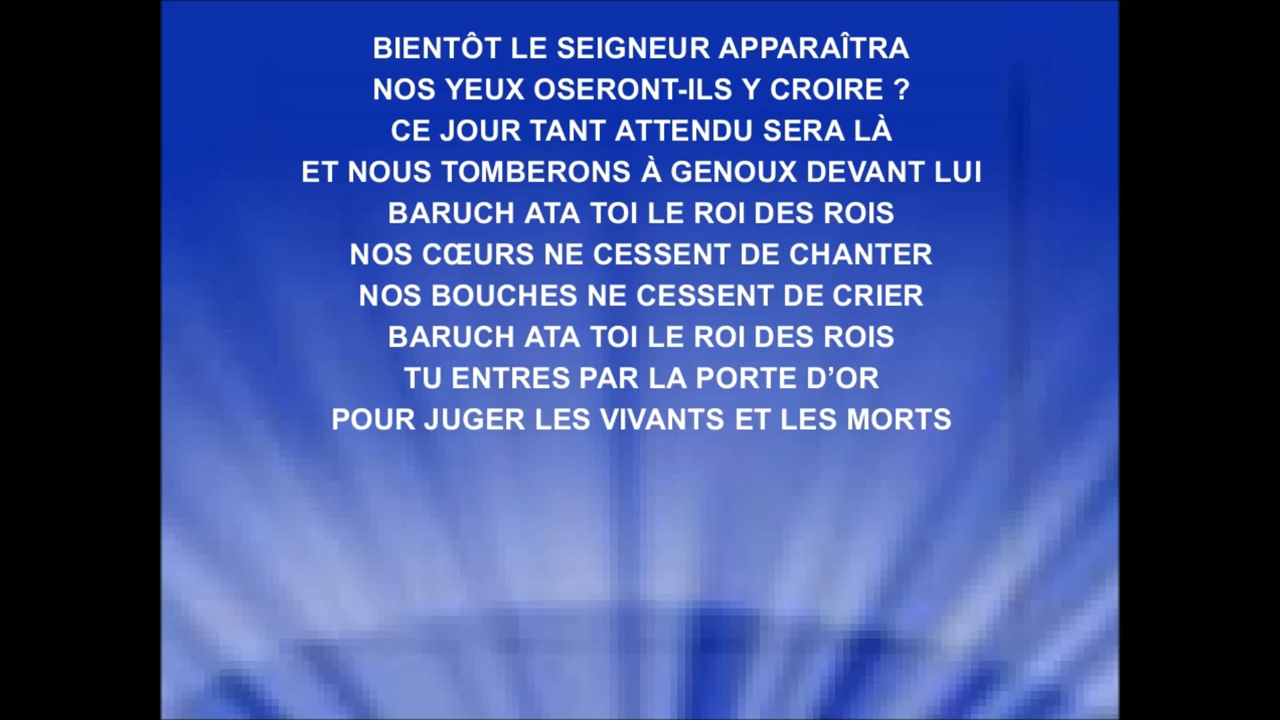 BIENTÔT LE SEIGNEUR APPARAÎTRA
NOS YEUX OSERONT-ILS Y CROIRE ?
CE JOUR TANT ATTENDU SERA LÀ
ET NOUS TOMBERONS À GENOUX DEVANT LUI
BARUCH ATA TOI LE ROI DES ROIS
NOS CŒURS NE CESSENT DE CHANTER
NOS BOUCHES NE CESSENT DE CRIER
BARUCH ATA TOI LE ROI DES ROIS
TU ENTRES PAR LA PORTE D’OR
POUR JUGER LES VIVANTS ET LES MORTS